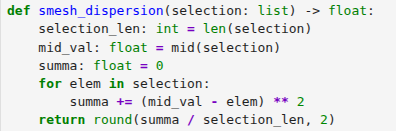 def smesh_dispersion(selection: list) -> float:
    selection_len: int = len(selection)
    mid_val: float = mid(selection)
    summa: float = 0
    for elem in selection:
        summa += (mid_val - elem) ** 2
    return round(summa / selection_len, 2)